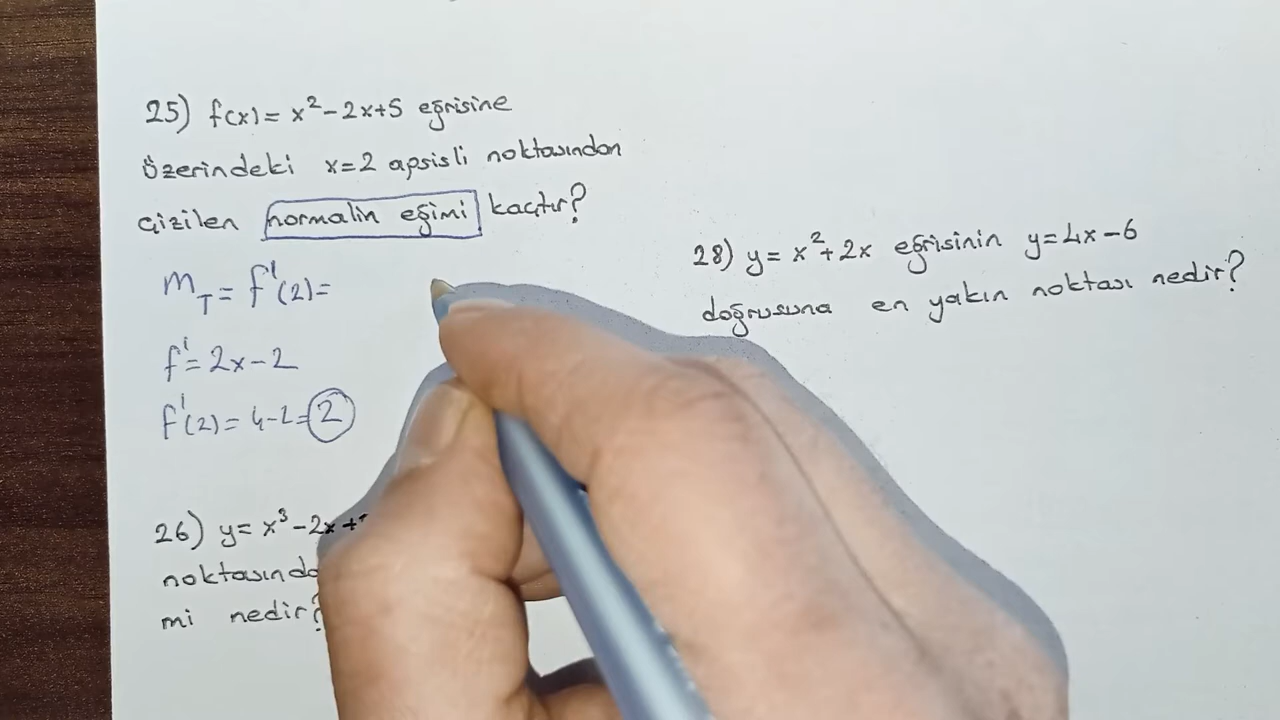 25) f(x) = x² - 2x+5 eğrisine
üzerindeki x=2 apsisli noktasından
çizilen normalin eğimi kaçtır?
m_T = f'(2) =
f' = 2x - 2
f'(2) = 4 - 2 = 2
26) y = x³ - 2x +
mi nedir?
28) y = x² + 2x eğrisinin y=4x-6
doğrusuna en yakın noktası nedir?